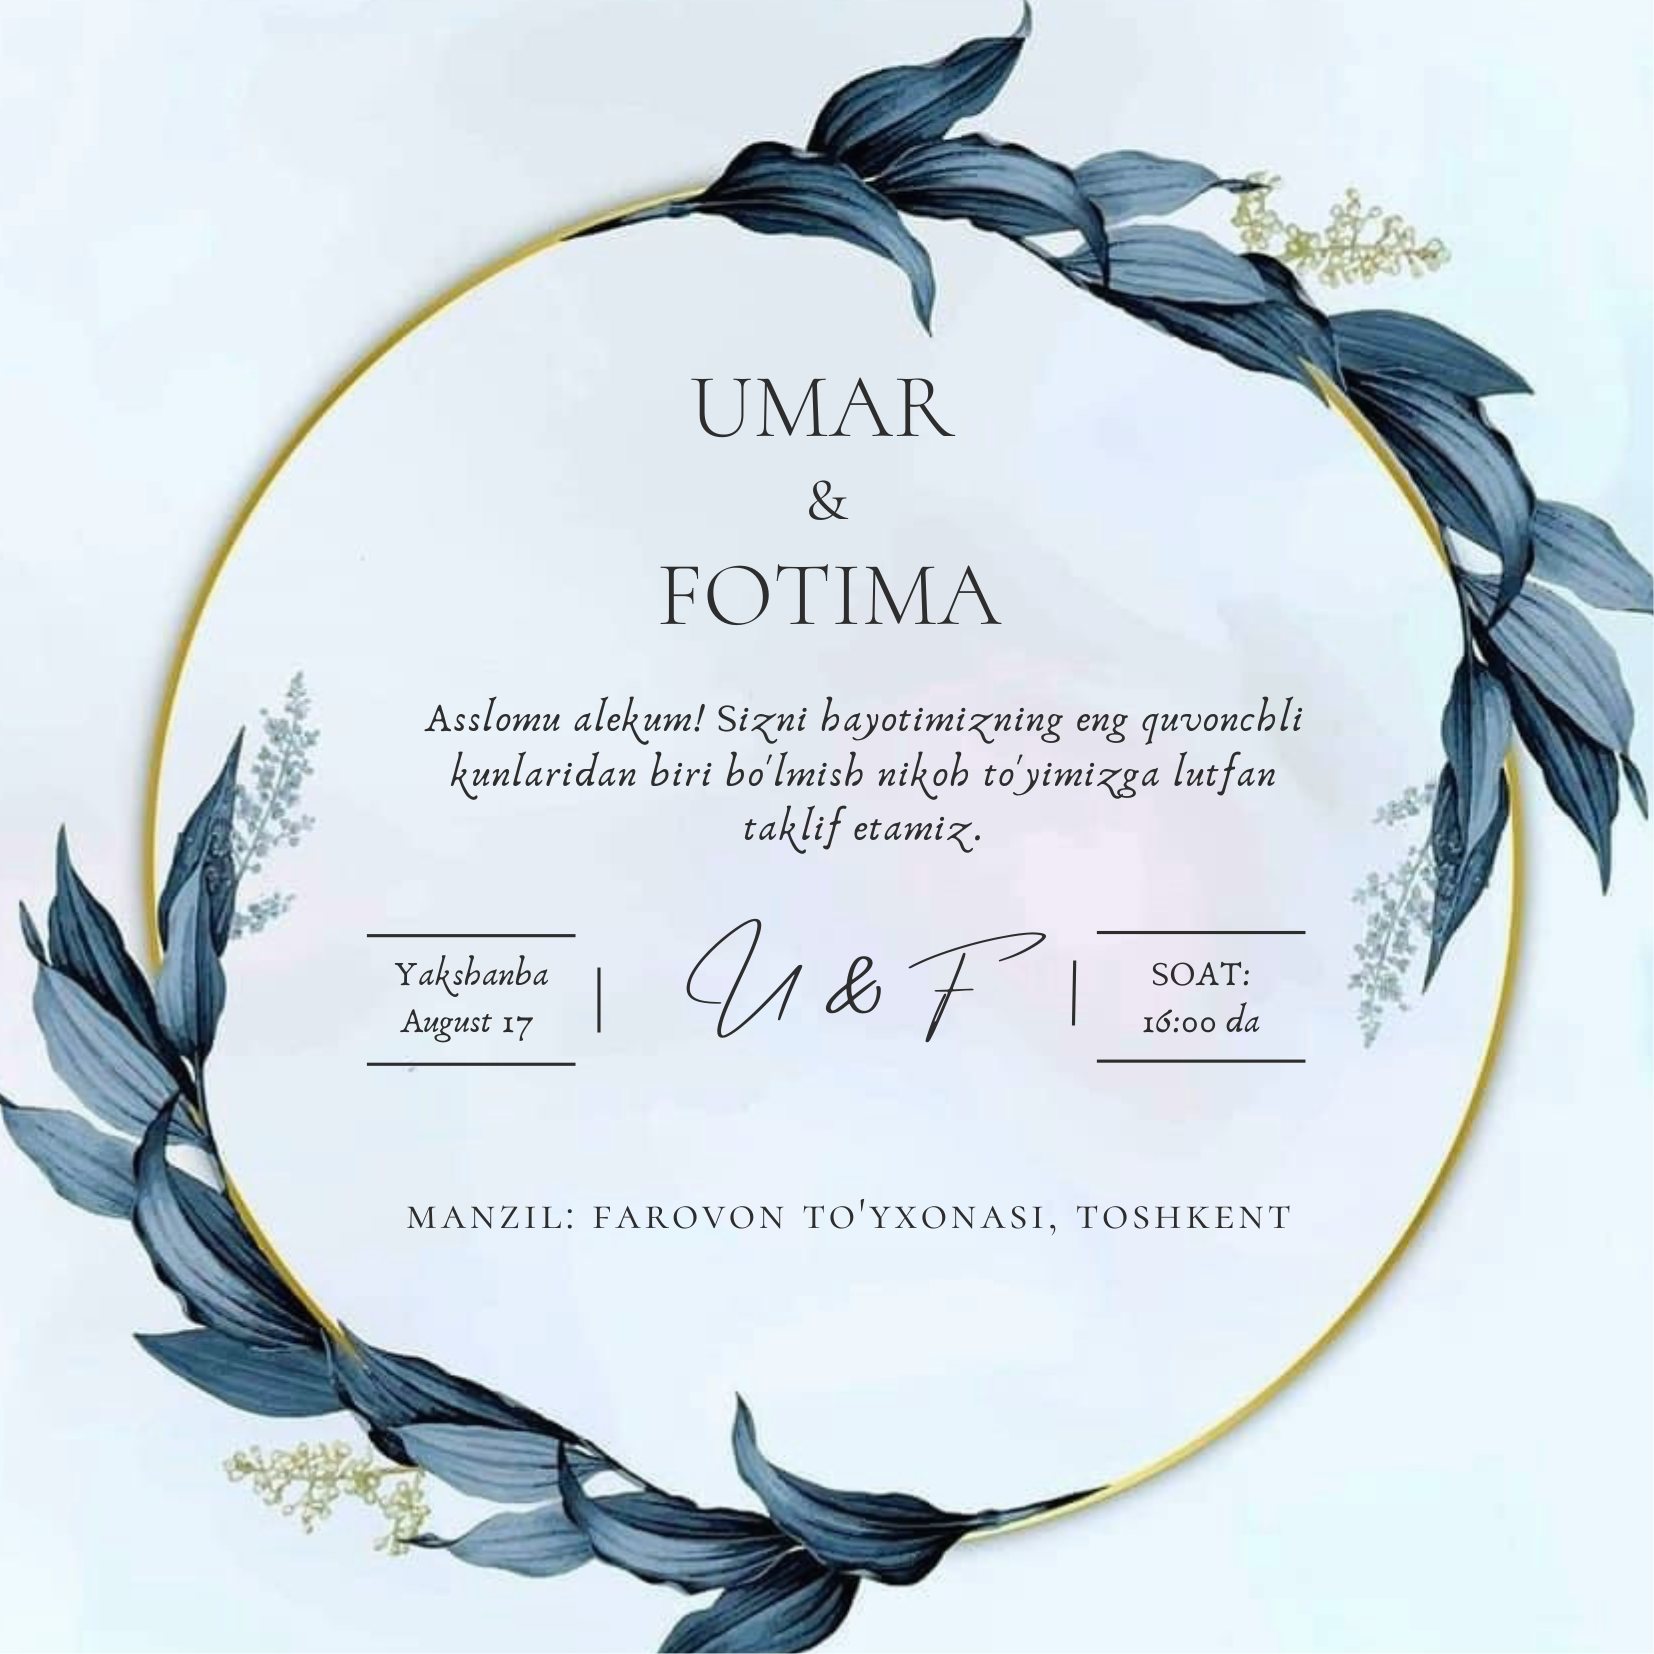 UMAR
&
FOTIMA
Asslomu alekum! Sizni hayotimizning eng quvonchli
kunlaridan biri bo'lmish nikoh to'yimizga lutfan
taklif etamiz.
Yakshanba
August 17
|
U & F
|
SOAT:
16:00 da
MANZIL: FAROVON TO'YXONASI, TOSHKENT